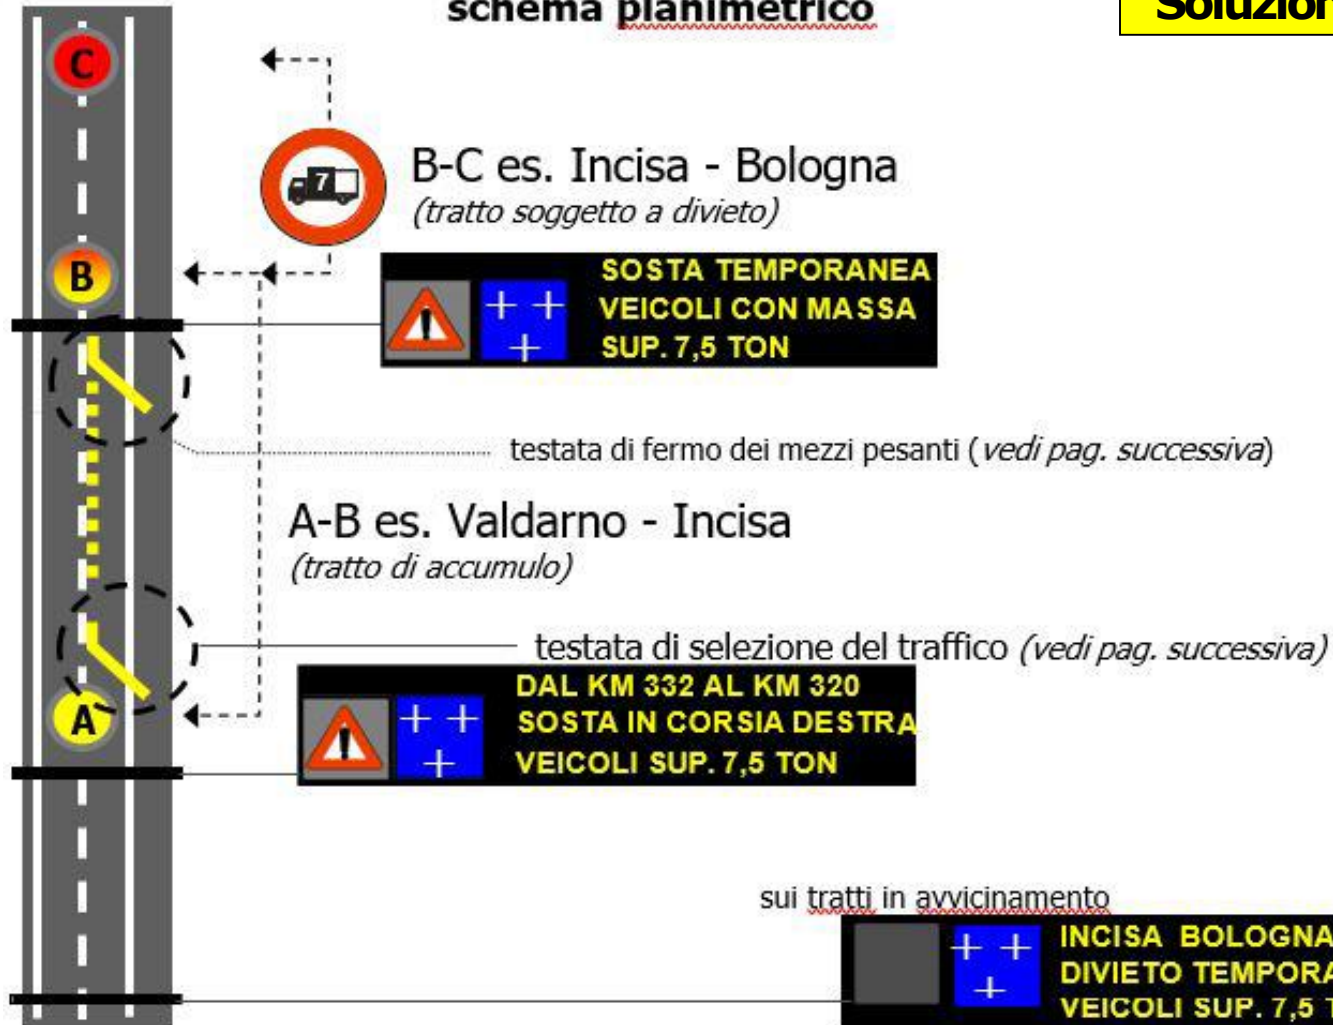 schema planimetrico
C
7
B-C es. Incisa - Bologna
(tratto soggetto a divieto)
B
SOSTA TEMPORANEA
VEICOLI CON MASSA
SUP. 7,5 TON
testata di fermo dei mezzi pesanti (vedi pag. successiva)
A-B es. Valdarno - Incisa
(tratto di accumulo)
testata di selezione del traffico (vedi pag. successiva)
A
DAL KM 332 AL KM 320
SOSTA IN CORSIA DESTRA
VEICOLI SUP. 7,5 TON
sui tratti in avvicinamento
INCISA BOLOGNA
DIVIETO
VEICOLI SUP. 7,5